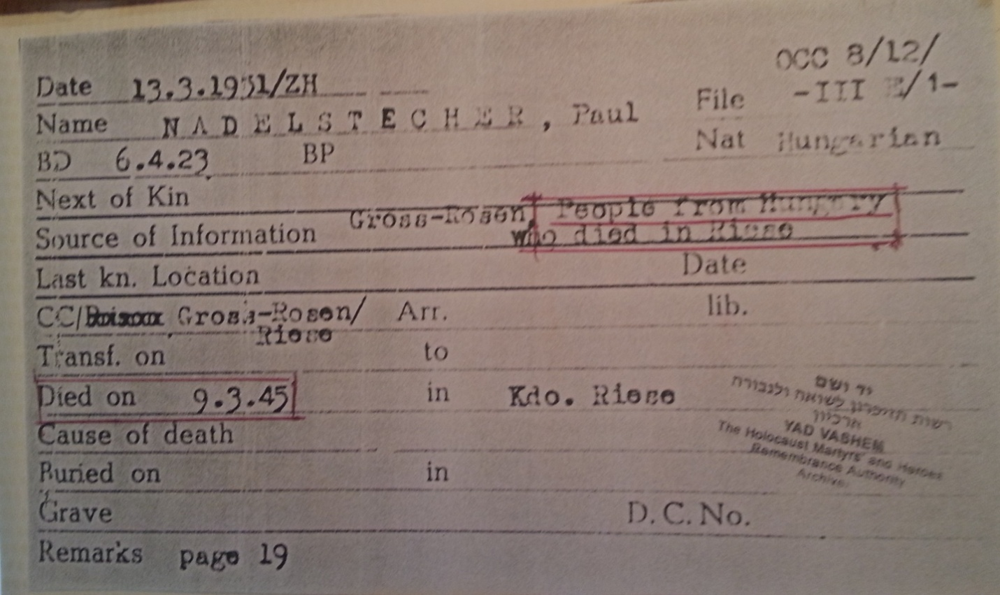 OCC 8/12/
Date 13.3.1951/ZH
File -III E/1-
Name NADELSTECHER, Paul
Nat Hungarian
BD 6.4.23 BP
Next of Kin
Gross-Rosen, People from Hungary
Source of Information who died in Riese
Last kn. Location Date
CC/ Gross-Rosen/ Arr. lib.
Riese
Transf. on to
Died on 9.3.45 in Kdo. Riese
Cause of death
Buried on in
Grave D.C. No.
Remarks page 19
יד ושם
רשות הזיכרון לשואה ולגבורה
ארכיון
YAD VASHEM
The Holocaust Martyrs' and Heroes
Remembrance Authority
Archive